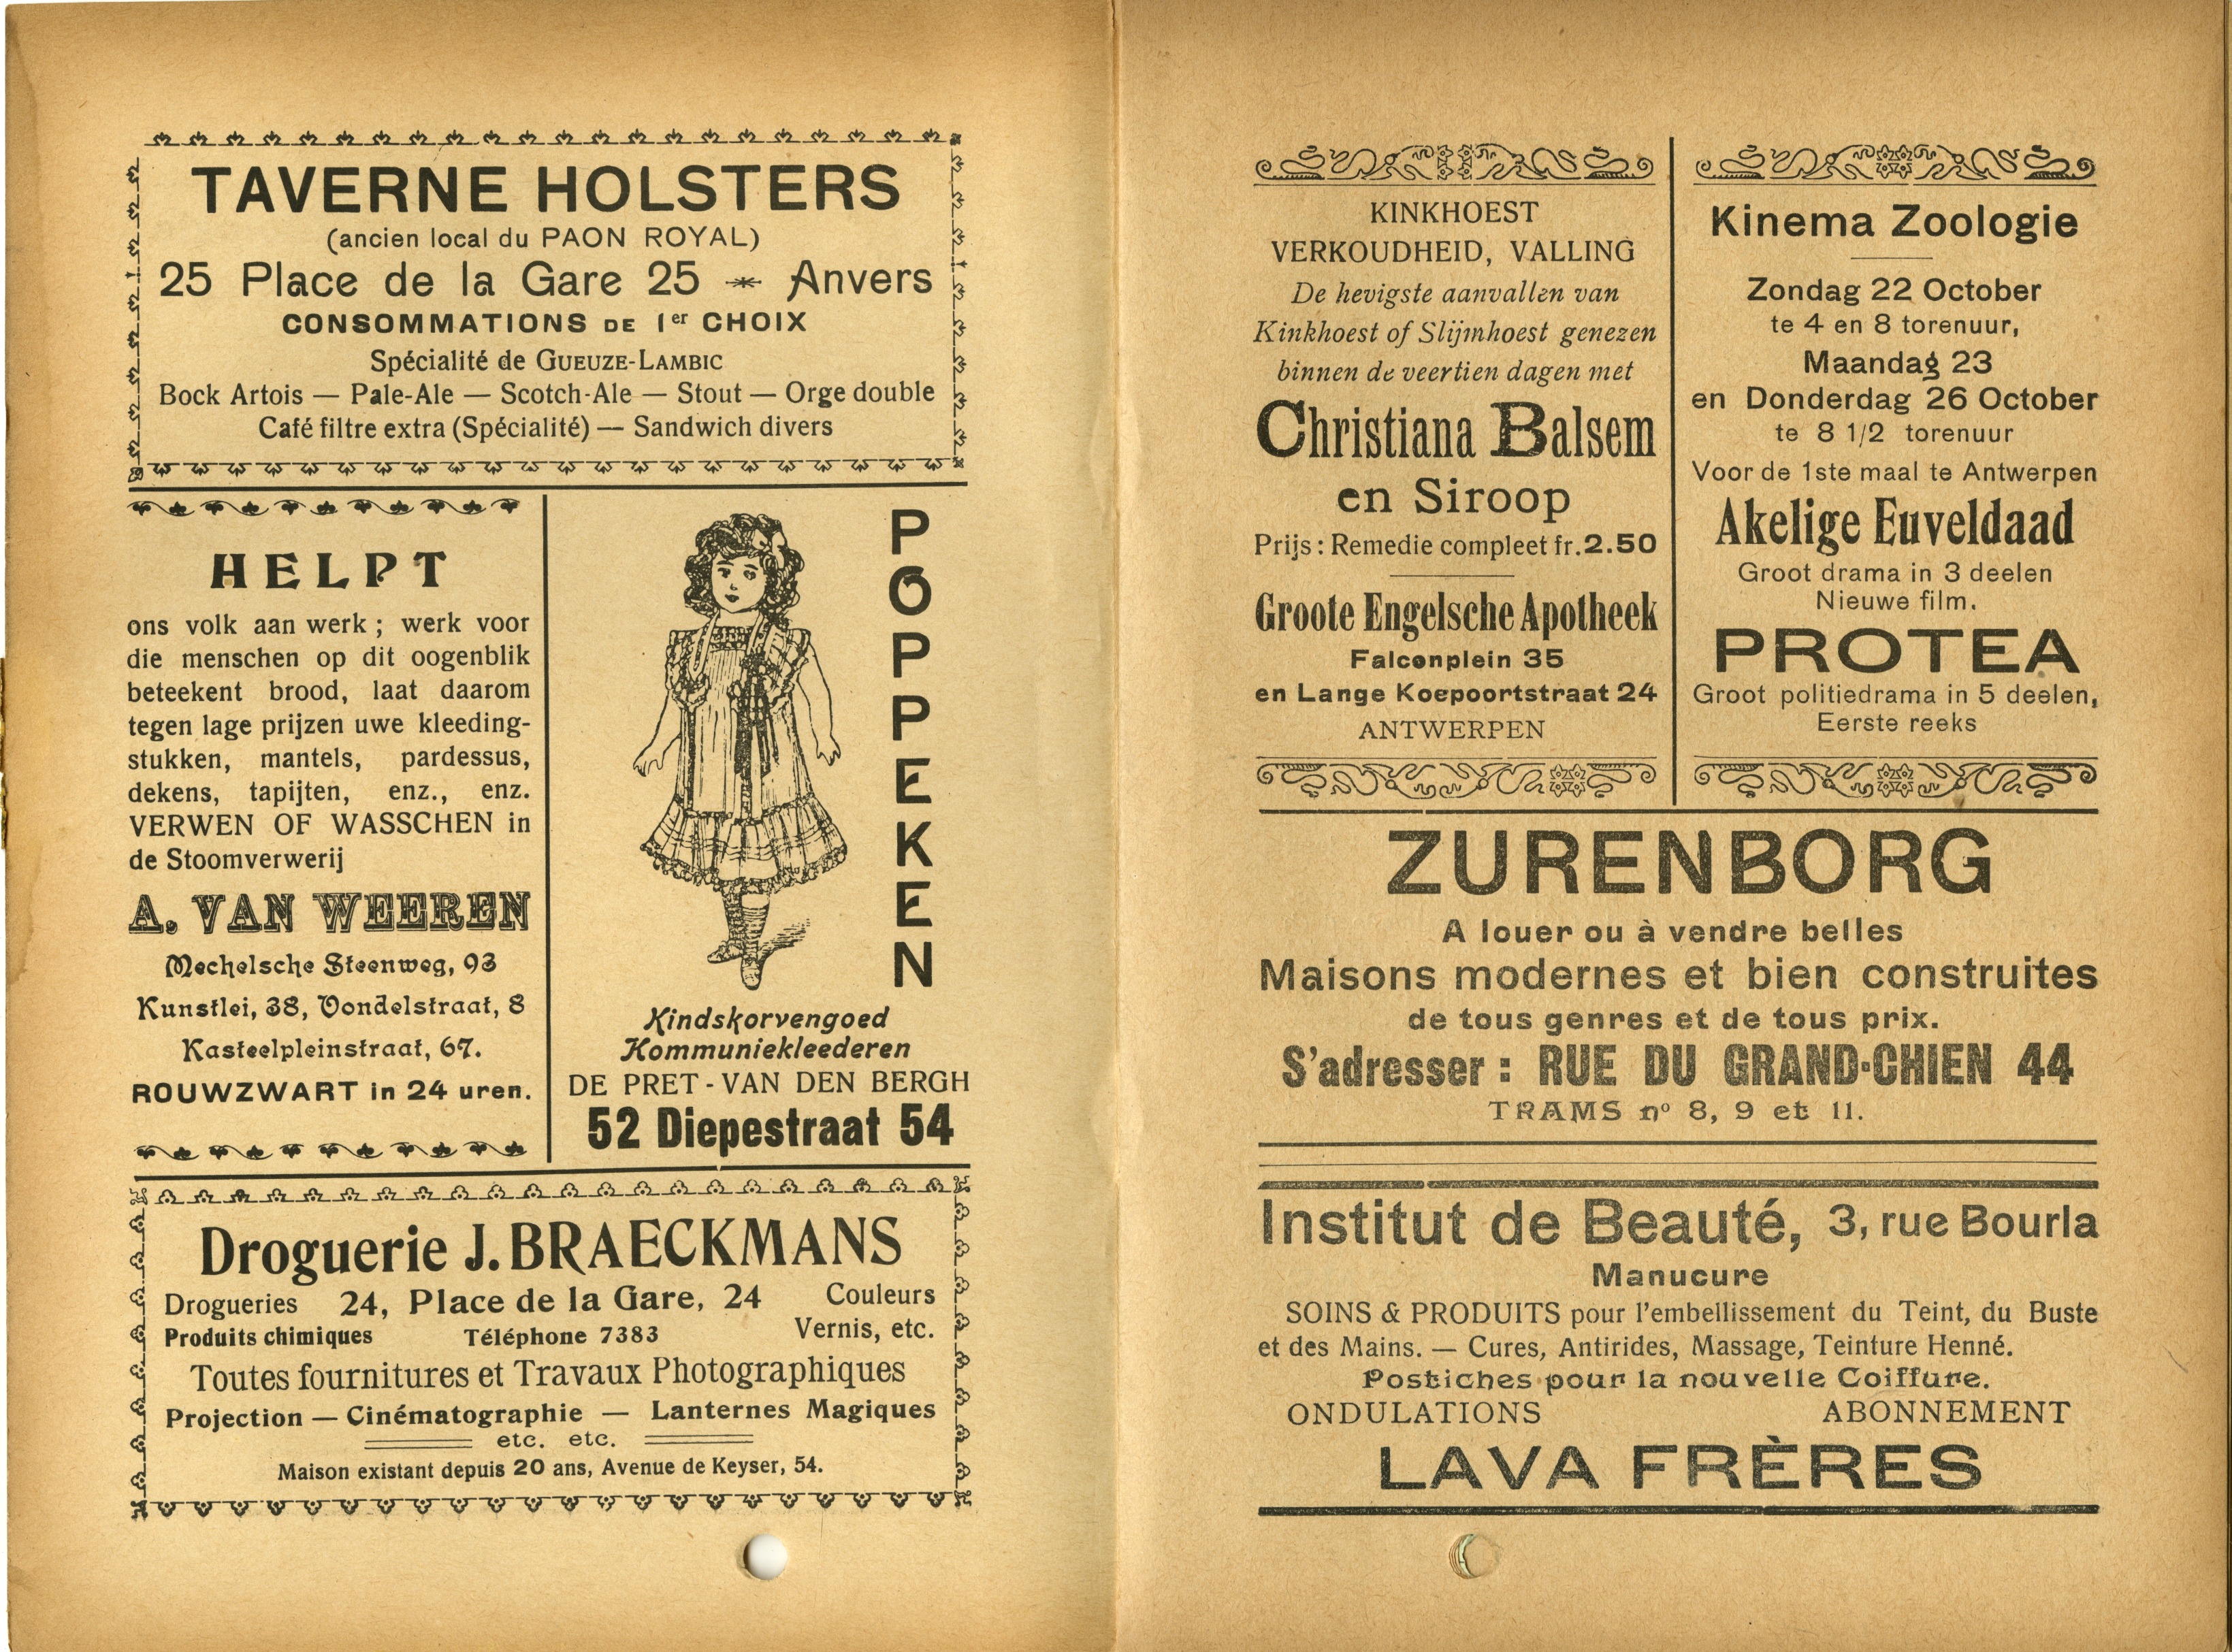 TAVERNE HOLSTERS
(ancien local du PAON ROYAL)
25 Place de la Gare 25 Anvers
CONSOMMATIONS DE 1er CHOIX
Spécialité de GUEUZE-LAMBIC
Bock Artois — Pale-Ale — Scotch-Ale — Stout — Orge double
Café filtre extra (Spécialité) — Sandwich divers
HELPT
ons volk aan werk ; werk voor
die menschen op dit oogenblik
beteekent brood, laat daarom
tegen lage prijzen uwe kleeding-
stukken, mantels, pardessus,
dekens, tapijten, enz., enz.
VERWEN OF WASSCHEN in
de Stoomverwerij
A. VAN WEEREN
Mechelsche Steenweg, 93
Kunstlei, 38, Vondelstraat, 8
Kasteelpleinstraat, 67.
ROUWZWART in 24 uren.
POPPEKEN
Kindskorvengoed
Kommuniekleederen
DE PRET - VAN DEN BERGH
52 Diepestraat 54
Droguerie J. BRAECKMANS
Drogueries 24, Place de la Gare, 24 Couleurs
Produits chimiques Téléphone 7383 Vernis, etc.
Toutes fournitures et Travaux Photographiques
Projection — Cinématographie — Lanternes Magiques
etc. etc.
Maison existant depuis 20 ans, Avenue de Keyser, 54.
KINKHOEST
VERKOUDHEID, VALLING
De hevigste aanvallen van
Kinkhoest of Slijmhoest genezen
binnen de veertien dagen met
Christiana Balsem
en Siroop
Prijs : Remedie compleet fr. 2.50
Groote Engelsche Apotheek
Falconplein 35
en Lange Koepoortstraat 24
ANTWERPEN
Kinema Zoologie
Zondag 22 October
te 4 en 8 torenuur,
Maandag 23
en Donderdag 26 October
te 8 1/2 torenuur
Voor de 1ste maal te Antwerpen
Akelige Euveldaad
Groot drama in 3 deelen
Nieuwe film.
PROTEA
Groot politiedrama in 5 deelen,
Eerste reeks
ZURENBORG
A louer ou à vendre belles
Maisons modernes et bien construites
de tous genres et de tous prix.
S'adresser : RUE DU GRAND-CHIEN 44
TRAMS nº 8, 9 et 11.
Institut de Beauté, 3, rue Bourla
Manucure
SOINS & PRODUITS pour l'embellissement du Teint, du Buste
et des Mains. — Cures, Antirides, Massage, Teinture Henné.
Postiches pour la nouvelle Coiffure.
ONDULATIONS ABONNEMENT
LAVA FRÈRES